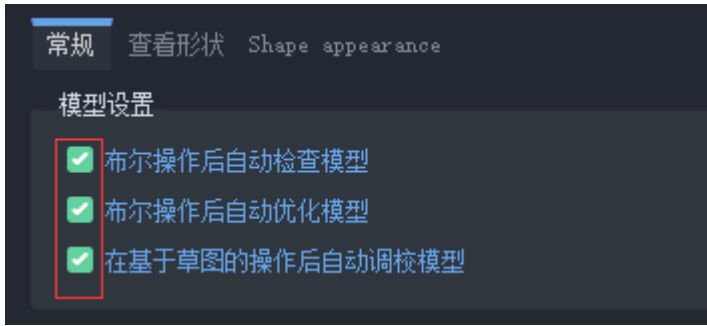 常规 查看形状 Shape appearance
模型设置
布尔操作后自动检查模型
布尔操作后自动优化模型
在基于草图的操作后自动调校模型